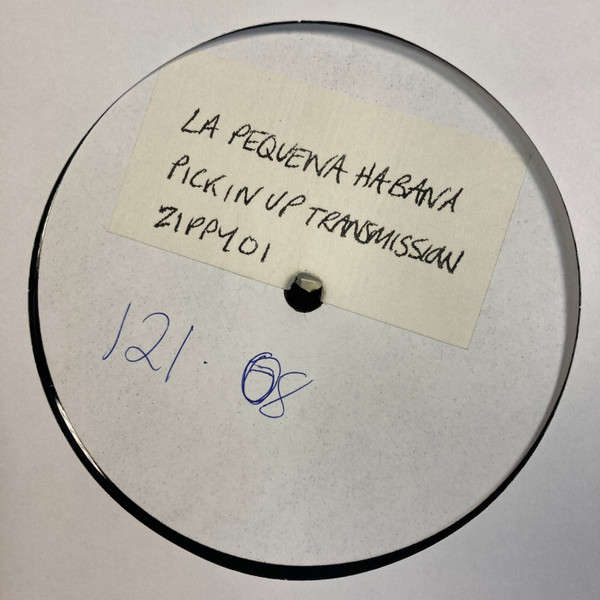 LA PEQUENA HABANA
PICKIN UP TRANSMISSION
ZIPPY01
121. 08